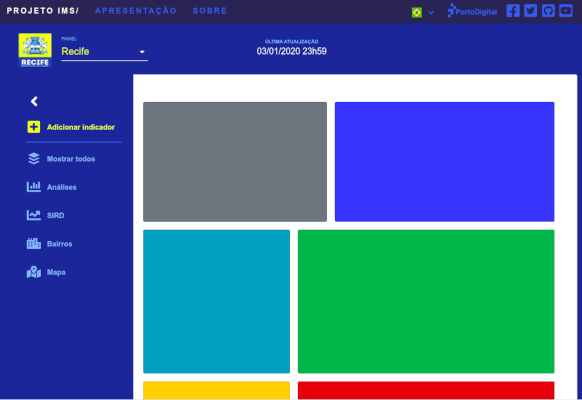 PROJETO IMS/ APRESENTAÇÃO SOBRE
PortoDigital
RECIFE
PAINEL
Recife
ÚLTIMA ATUALIZAÇÃO
03/01/2020 23h59
Adicionar indicador
Mostrar todos
Análises
SIRD
Bairros
Mapa